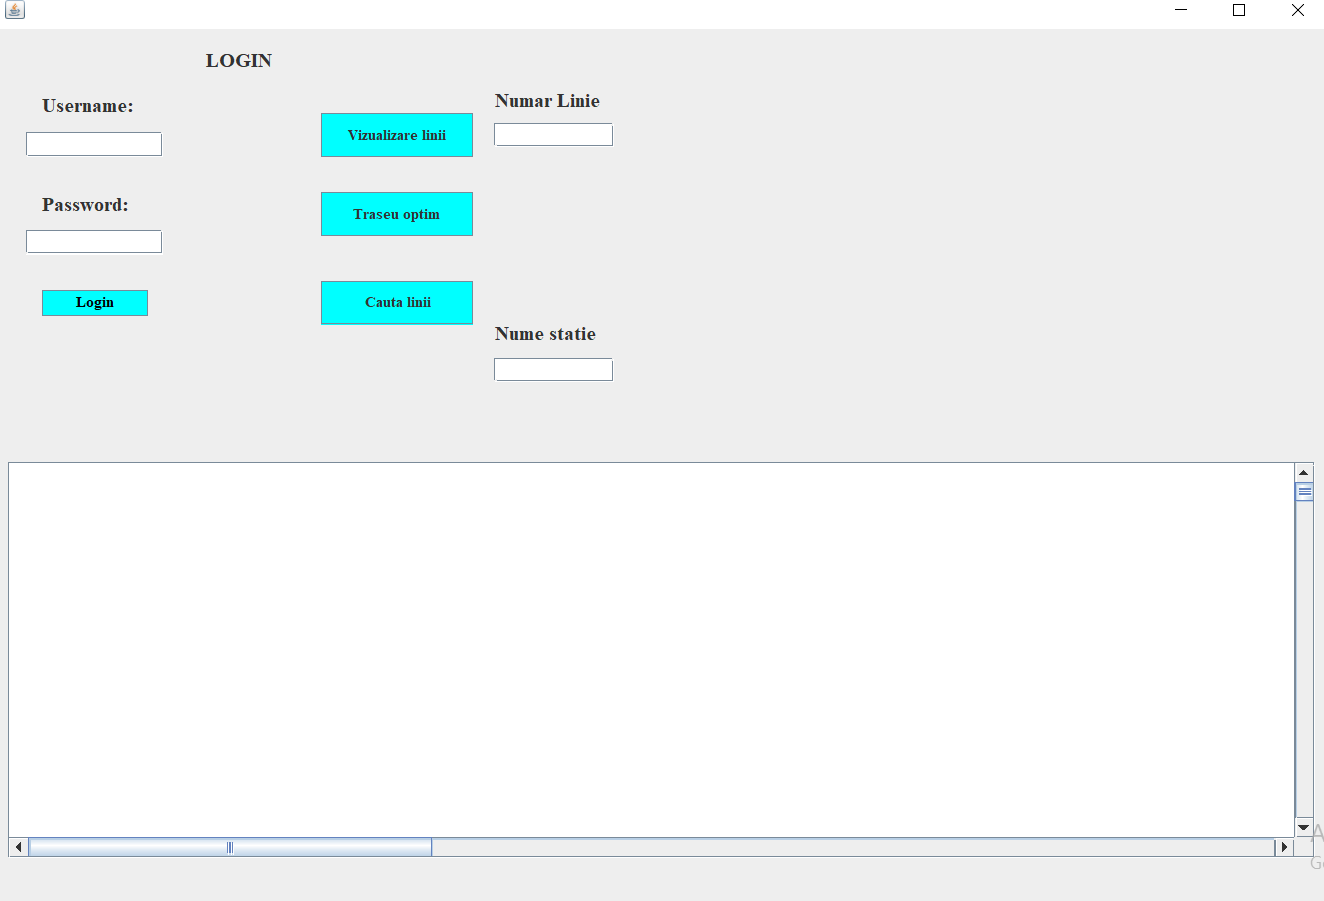 LOGIN
Username:
Numar Linie
Vizualizare linii
Password:
Traseu optim
Login
Cauta linii
Nume statie